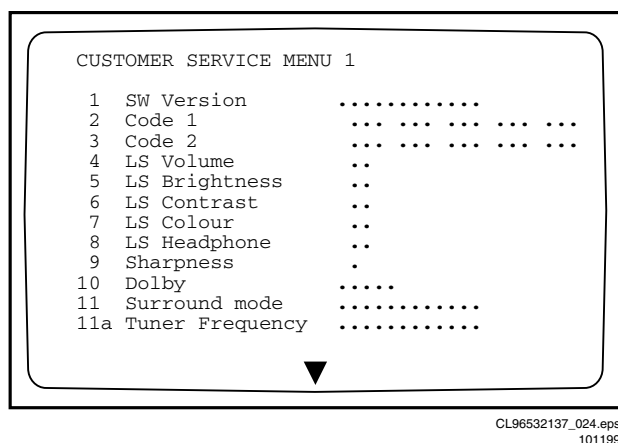 CUSTOMER SERVICE MENU 1
1 SW Version ............
2 Code 1 ... ... ... ... ...
3 Code 2 ... ... ... ... ...
4 LS Volume ..
5 LS Brightness ..
6 LS Contrast ..
7 LS Colour ..
8 LS Headphone ..
9 Sharpness .
10 Dolby .....
11 Surround mode ............
11a Tuner Frequency ............
CL96532137_024.eps
101199